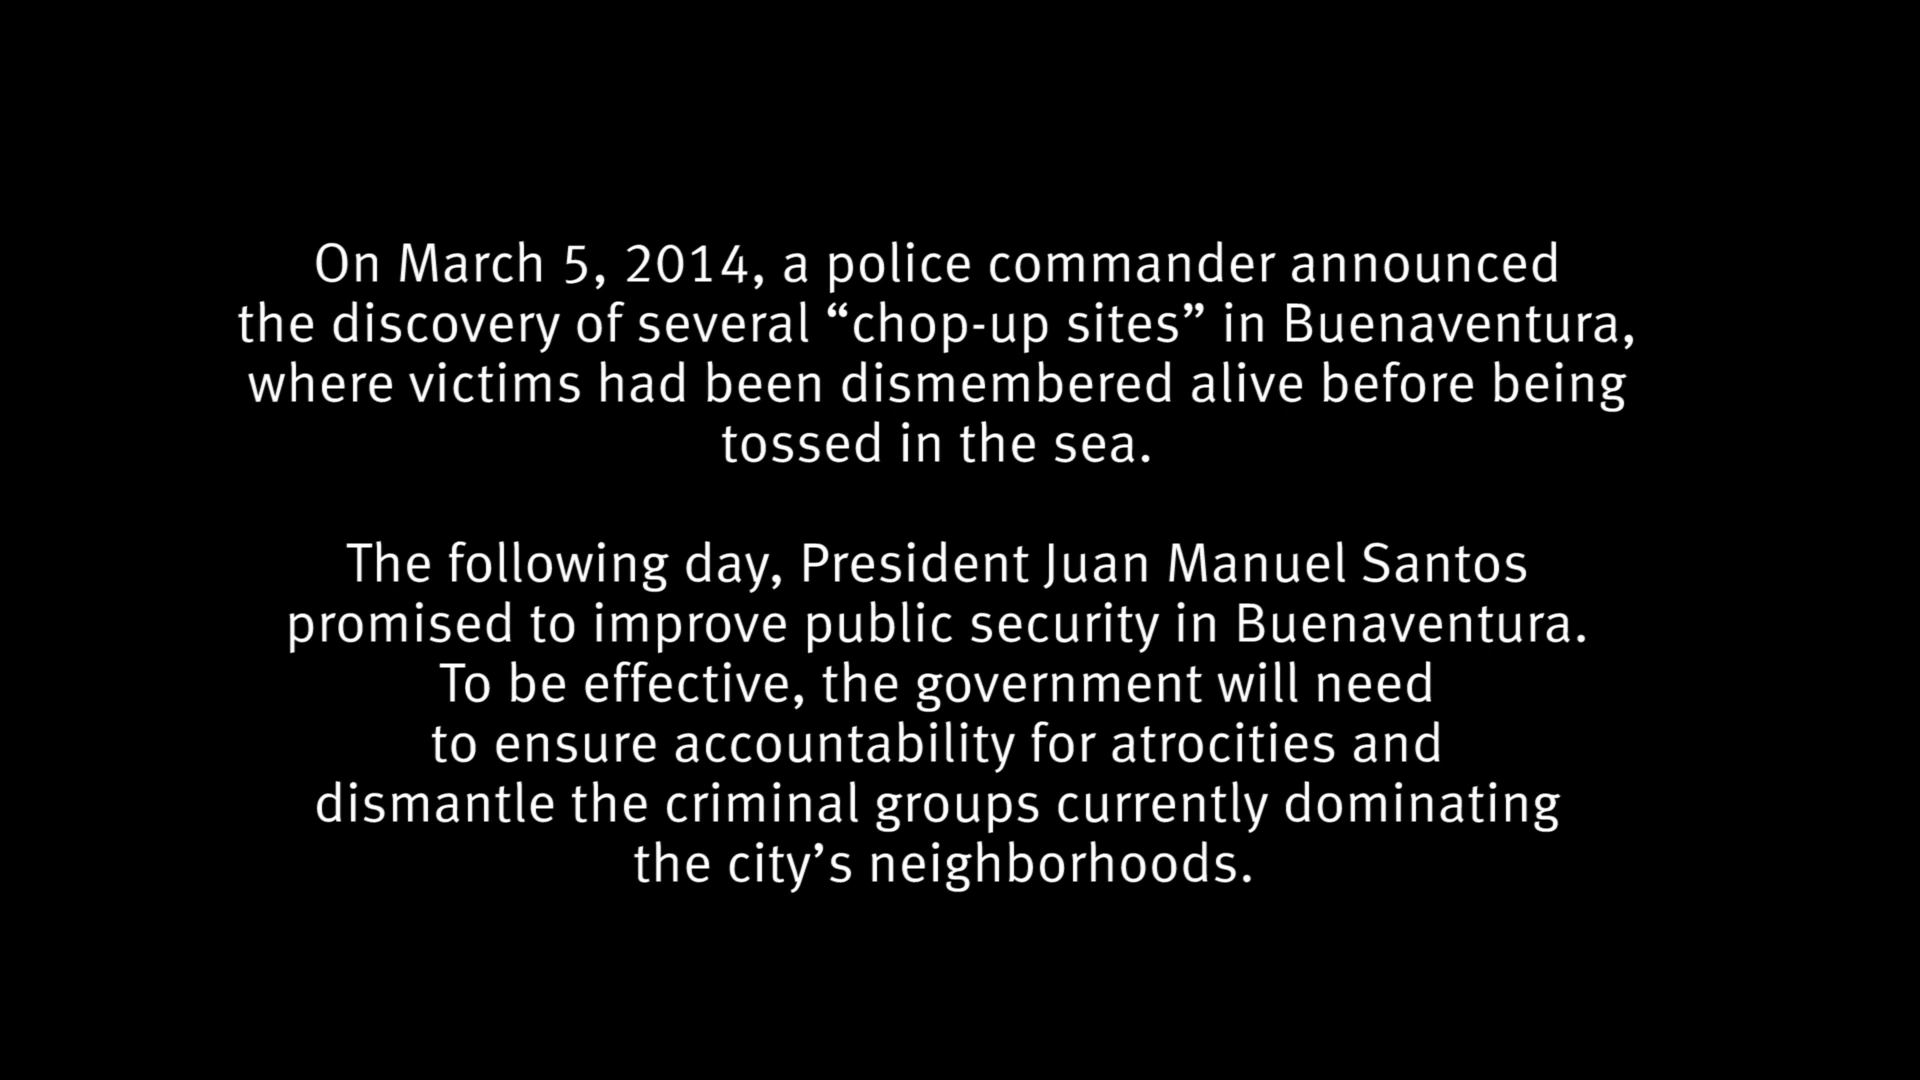 On March 5, 2014, a police commander announced
the discovery of several “chop-up sites” in Buenaventura,
where victims had been dismembered alive before being
tossed in the sea.
The following day, President Juan Manuel Santos
promised to improve public security in Buenaventura.
To be effective, the government will need
to ensure accountability for atrocities and
dismantle the criminal groups currently dominating
the city’s neighborhoods.